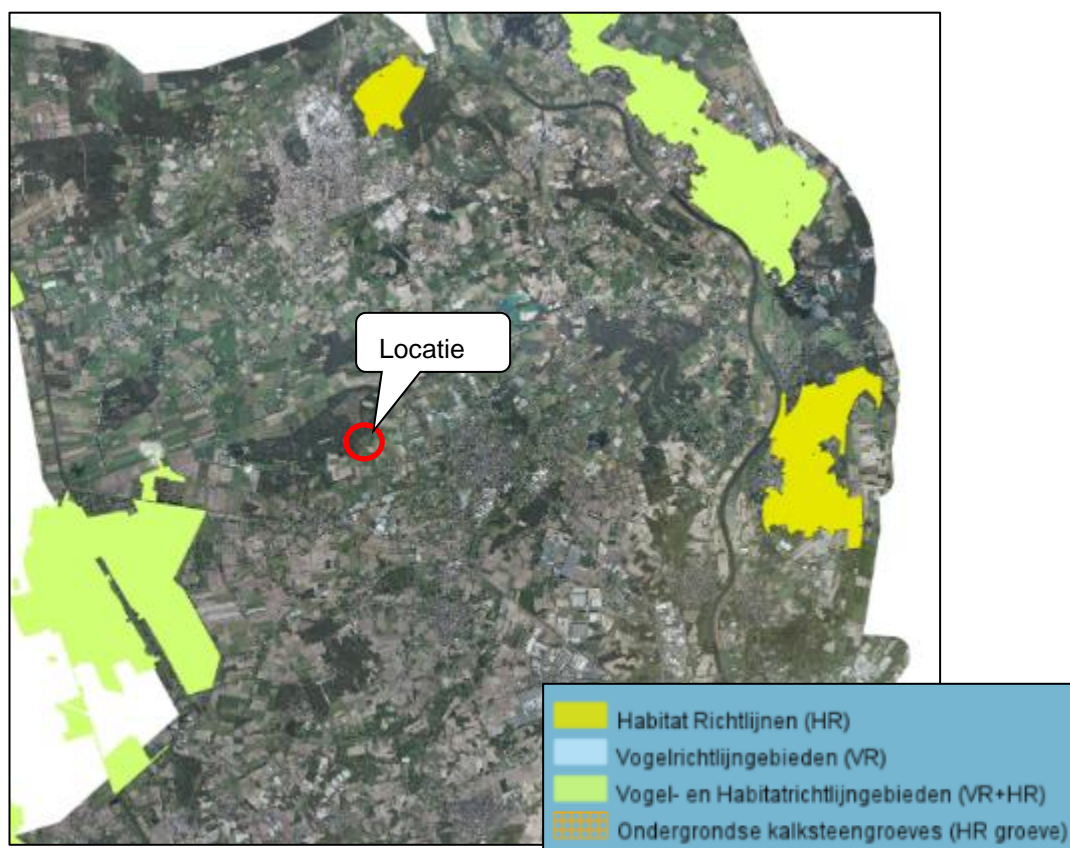 Locatie
Habitat Richtlijnen (HR)
Vogelrichtlijngebieden (VR)
Vogel- en Habitatrichtlijngebieden (VR+HR)
Ondergrondse kalksteengroeves (HR groeve)